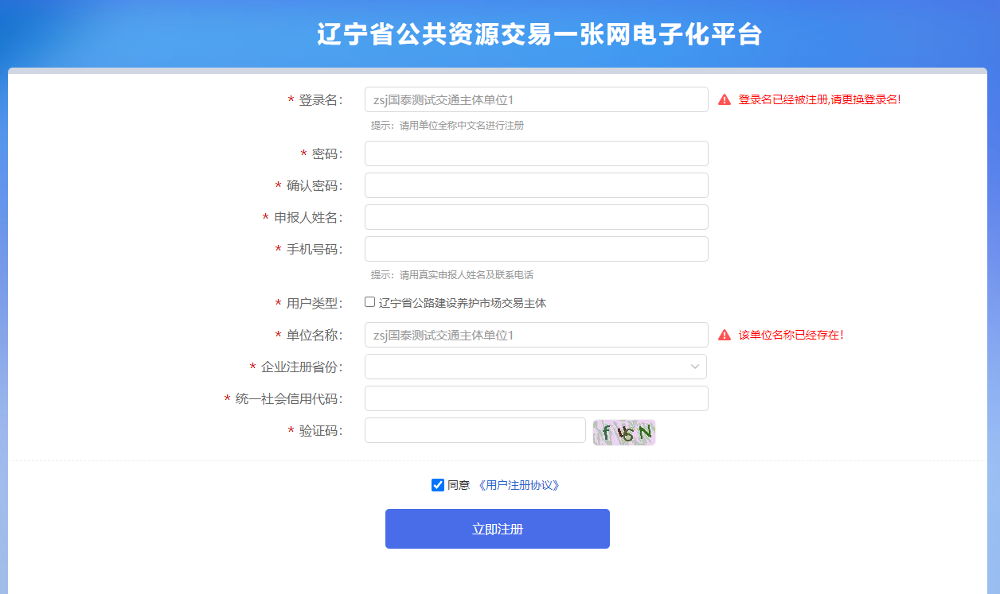 辽宁省公共资源交易一张网电子化平台
* 登录名： zsj国泰测试交通主体单位1 登录名已经被注册,请更换登录名!
提示：请用单位全称中文名进行注册
* 密码：
* 确认密码：
* 申报人姓名：
* 手机号码：
提示：请用真实申报人姓名及联系电话
* 用户类型： 辽宁省公路建设养护市场交易主体
* 单位名称： zsj国泰测试交通主体单位1 该单位名称已经存在!
* 企业注册省份：
* 统一社会信用代码：
* 验证码： fUSN
同意 《用户注册协议》
立即注册